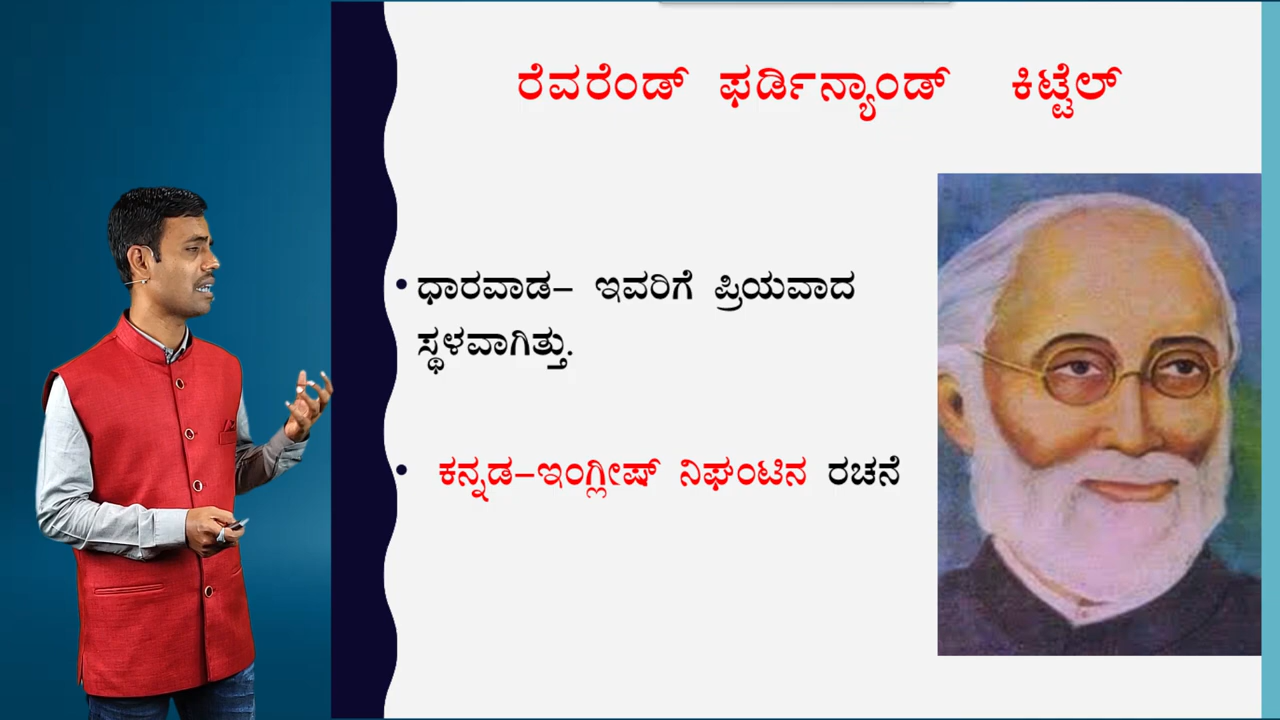 ರೆವರೆಂಡ್ ಫರ್ಡಿನ್ಯಾಂಡ್ ಕಿಟ್ಟೆಲ್
• ಧಾರವಾಡ– ಇವರಿಗೆ ಪ್ರಿಯವಾದ
ಸ್ಥಳವಾಗಿತ್ತು.
• ಕನ್ನಡ–ಇಂಗ್ಲೀಷ್ ನಿಘಂಟಿನ ರಚನೆ